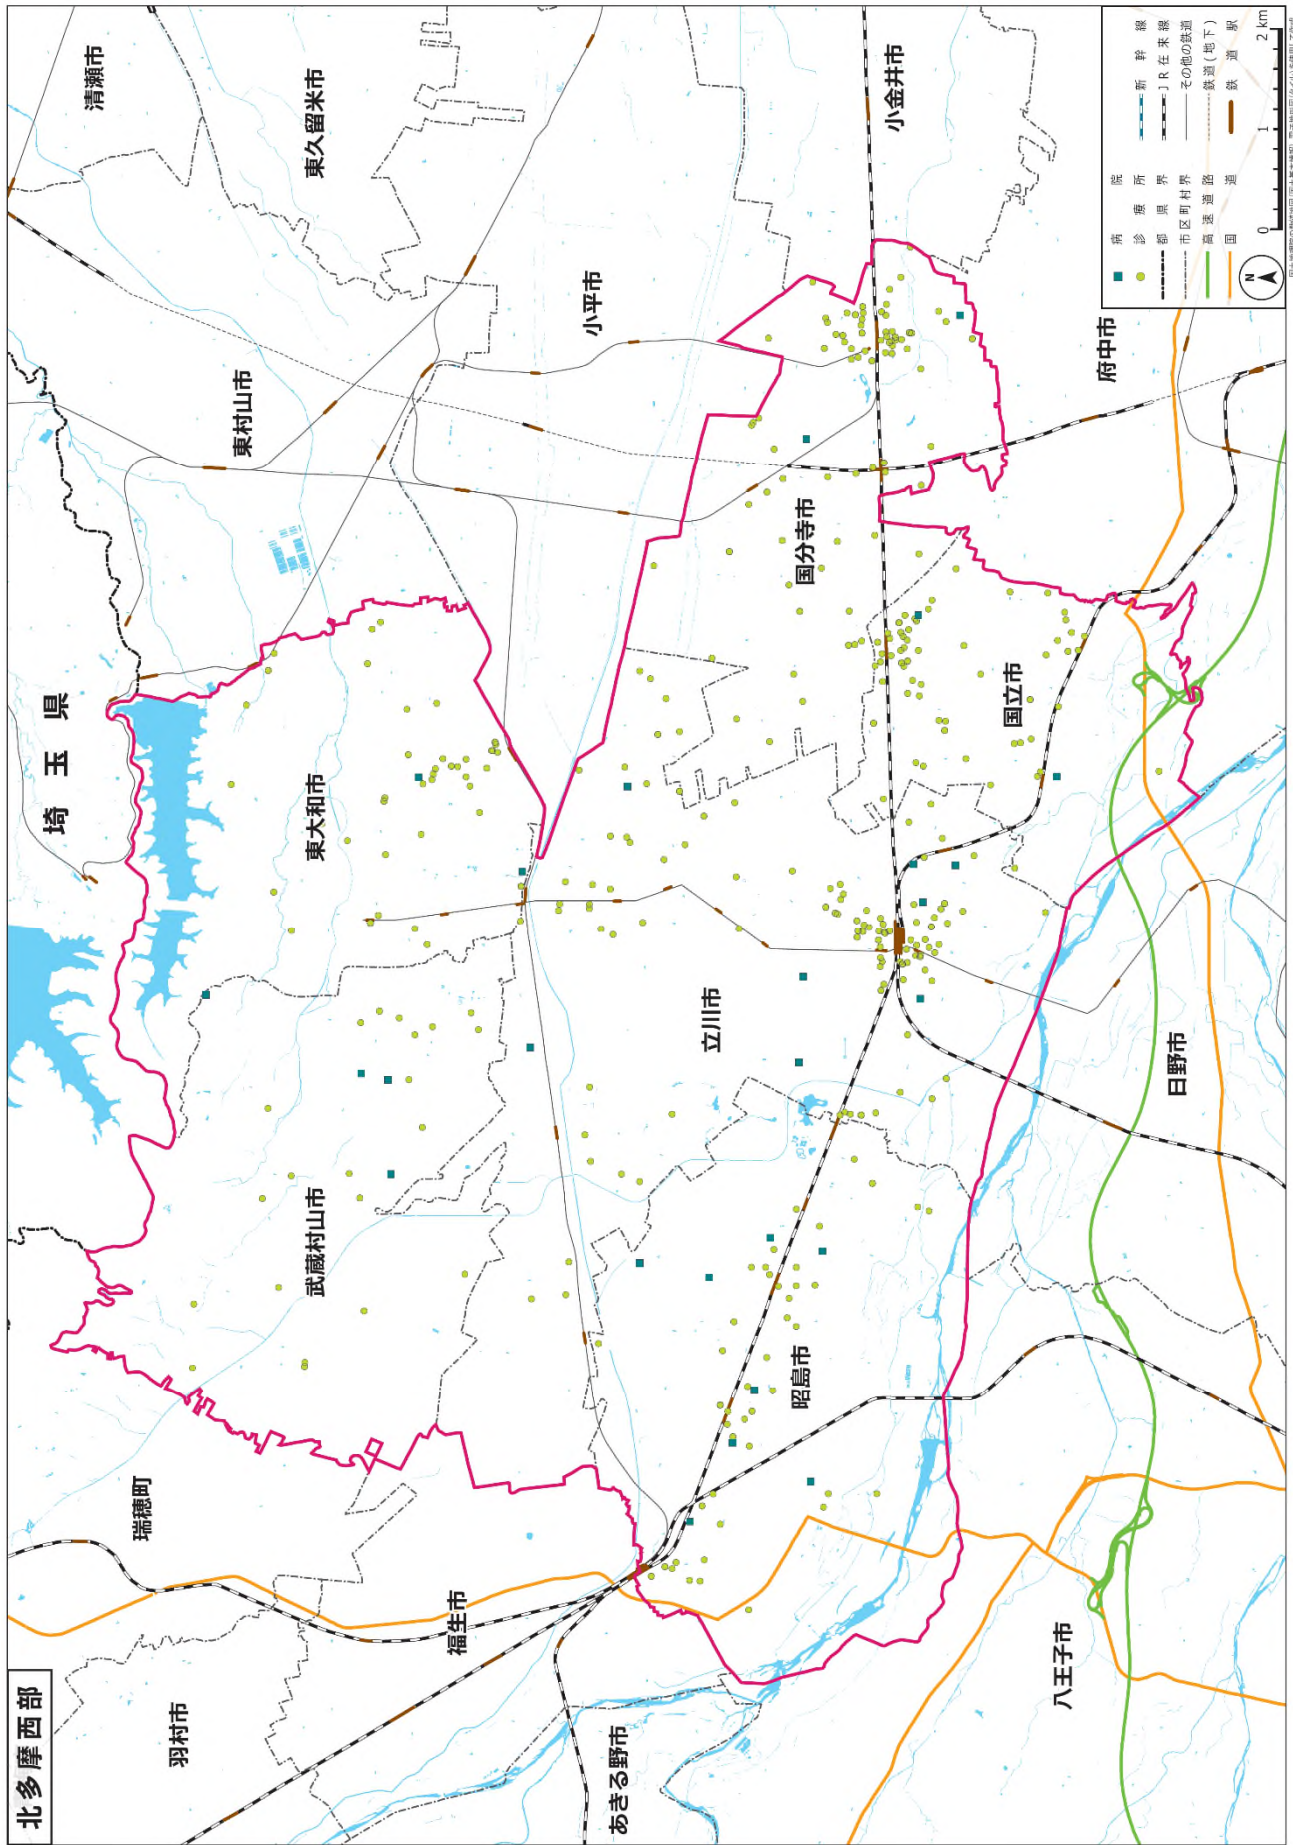 北多摩西部
羽村市
瑞穂町
福生市
あきる野市
八王子市
埼玉県
武蔵村山市
東大和市
昭島市
立川市
日野市
国立市
国分寺市
東村山市
小平市
府中市
清瀬市
東久留米市
小金井市
病院
診療所
都県界
市区町村界
高速道路
国道
新幹線
JR在来線
その他の鉄道
鉄道(地下)
鉄道駅
N
0 1 2 km